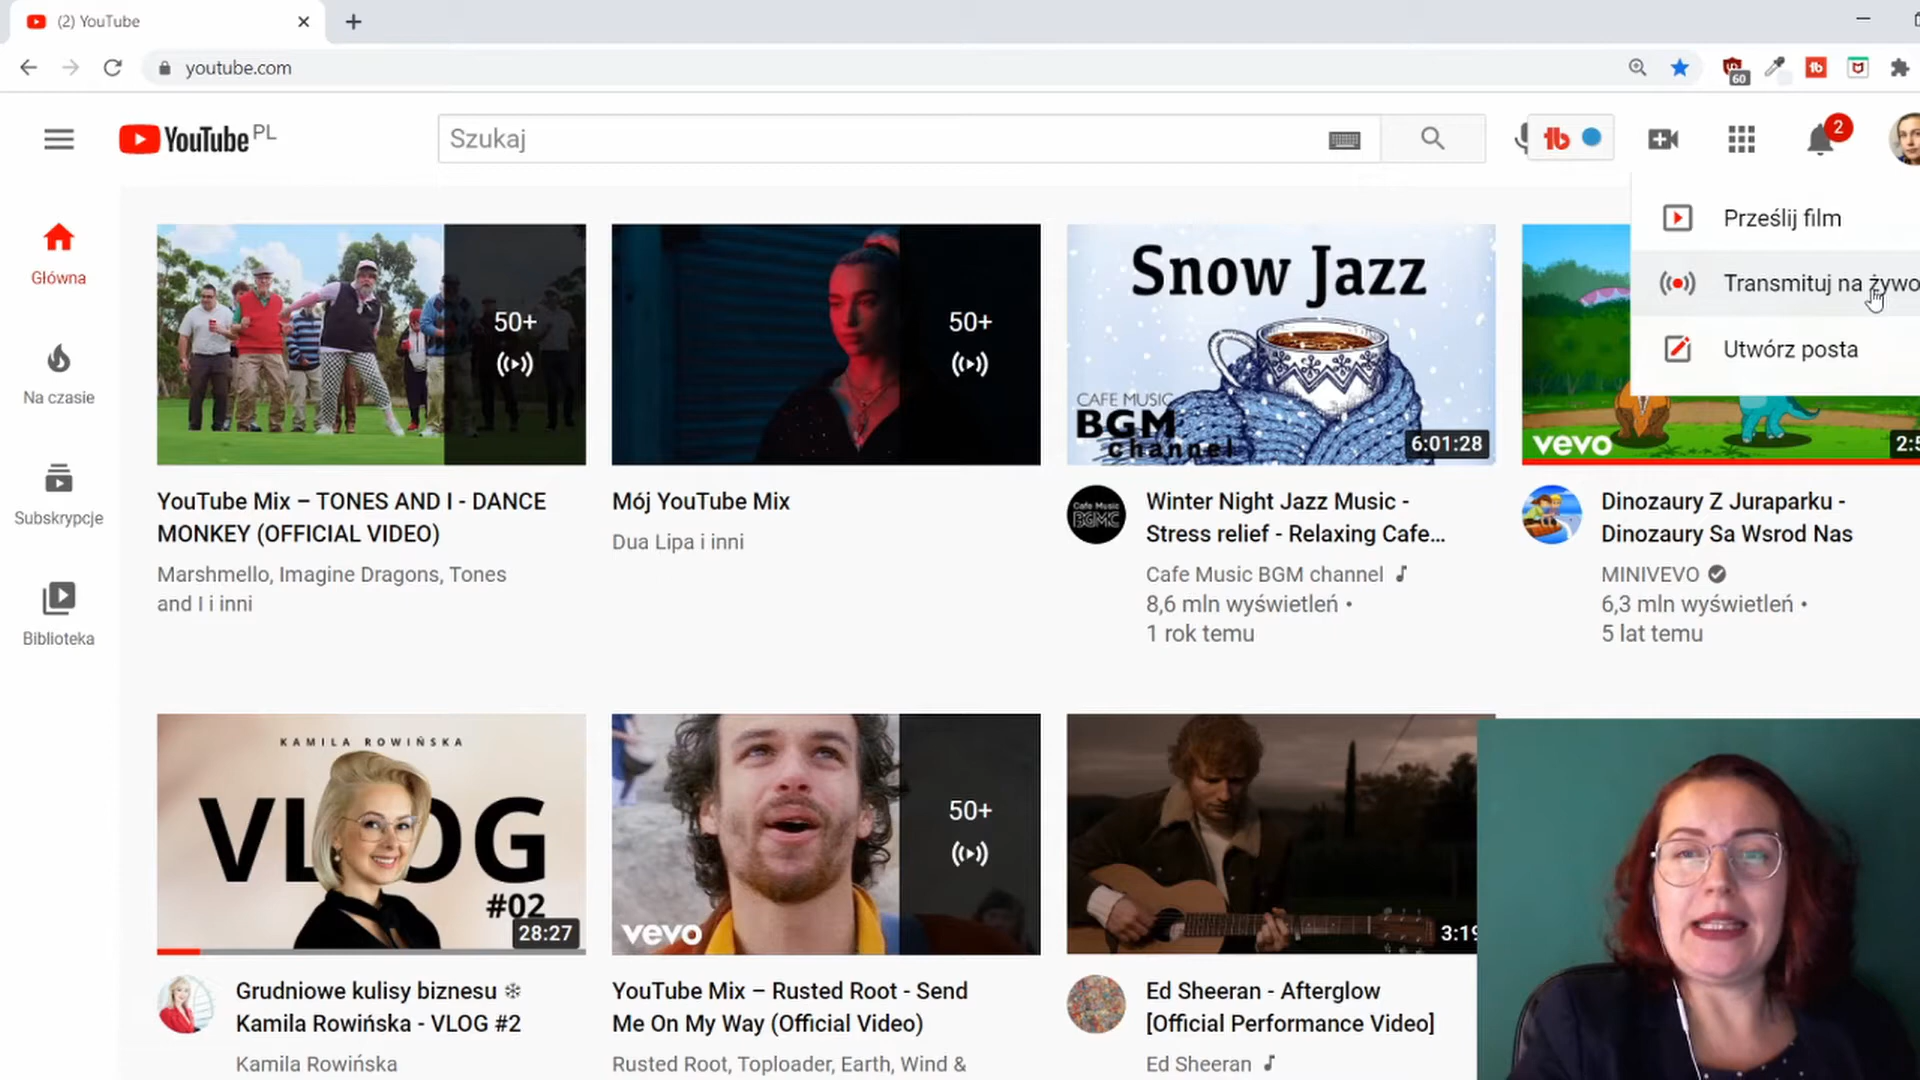 (2) YouTube
youtube.com
60
YouTube PL
Szukaj
2
Prześlij film
Transmituj na żywo
Utwórz posta
Główna
Na czasie
Subskrypcje
Biblioteka
50+
50+
Snow Jazz
CAFE MUSIC
BGM
channel
6:01:28
vevo
YouTube Mix – TONES AND I - DANCE
MONKEY (OFFICIAL VIDEO)
Marshmello, Imagine Dragons, Tones
and I i inni
Mój YouTube Mix
Dua Lipa i inni
Cafe Music
BGMC
Winter Night Jazz Music -
Stress relief - Relaxing Cafe...
Cafe Music BGM channel
8,6 mln wyświetleń •
1 rok temu
Dinozaury Z Juraparku -
Dinozaury Sa Wsrod Nas
MINIVEVO
6,3 mln wyświetleń •
5 lat temu
KAMILA ROWIŃSKA
VLOG
#02
28:27
50+
vevo
3:19
Grudniowe kulisy biznesu ❄
Kamila Rowińska - VLOG #2
Kamila Rowińska
YouTube Mix – Rusted Root - Send
Me On My Way (Official Video)
Rusted Root, Toploader, Earth, Wind &
Ed Sheeran - Afterglow
[Official Performance Video]
Ed Sheeran